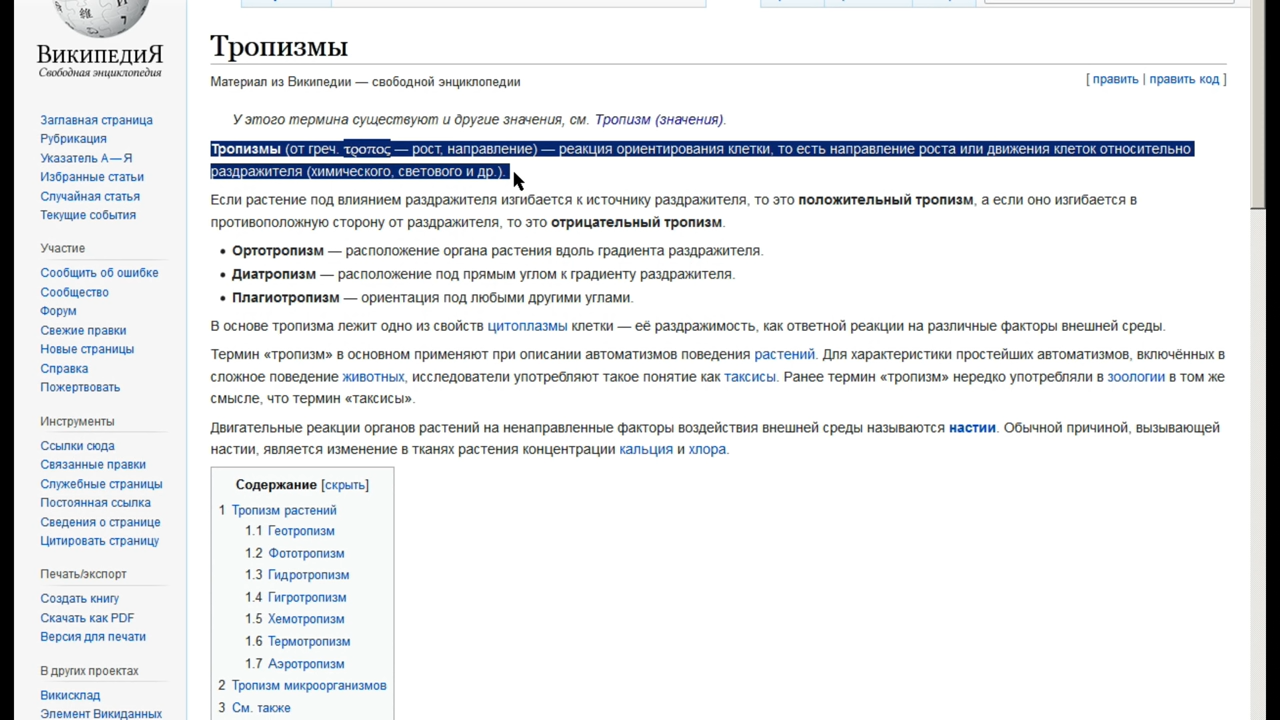 ВикипедиЯ
Свободная энциклопедия
Заглавная страница
Рубрикация
Указатель А — Я
Избранные статьи
Случайная статья
Текущие события
Участие
Сообщить об ошибке
Сообщество
Форум
Свежие правки
Новые страницы
Справка
Пожертвовать
Инструменты
Ссылки сюда
Связанные правки
Служебные страницы
Постоянная ссылка
Сведения о странице
Цитировать страницу
Печать/экспорт
Создать книгу
Скачать как PDF
Версия для печати
В других проектах
Викисклад
Элемент Викиданных
Тропизмы
Материал из Википедии — свободной энциклопедии
[ править | править код ]
У этого термина существуют и другие значения, см. Тропизм (значения).
Тропизмы (от греч. τροπος — рост, направление) — реакция ориентирования клетки, то есть направление роста или движения клеток относительно
раздражителя (химического, светового и др.).
Если растение под влиянием раздражителя изгибается к источнику раздражителя, то это положительный тропизм, а если оно изгибается в
противоположную сторону от раздражителя, то это отрицательный тропизм.
• Ортотропизм — расположение органа растения вдоль градиента раздражителя.
• Диатропизм — расположение под прямым углом к градиенту раздражителя.
• Плагиотропизм — ориентация под любыми другими углами.
В основе тропизма лежит одно из свойств цитоплазмы клетки — её раздражимость, как ответной реакции на различные факторы внешней среды.
Термин «тропизм» в основном применяют при описании автоматизмов поведения растений. Для характеристики простейших автоматизмов, включённых в
сложное поведение животных, исследователи употребляют такое понятие как таксисы. Ранее термин «тропизм» нередко употребляли в зоологии в том же
смысле, что термин «таксисы».
Двигательные реакции органов растений на ненаправленные факторы воздействия внешней среды называются настии. Обычной причиной, вызывающей
настии, является изменение в тканях растения концентрации кальция и хлора.
Содержание [скрыть]
1 Тропизм растений
1.1 Геотропизм
1.2 Фототропизм
1.3 Гидротропизм
1.4 Гигротропизм
1.5 Хемотропизм
1.6 Термотропизм
1.7 Аэротропизм
2 Тропизм микроорганизмов
3 См. также